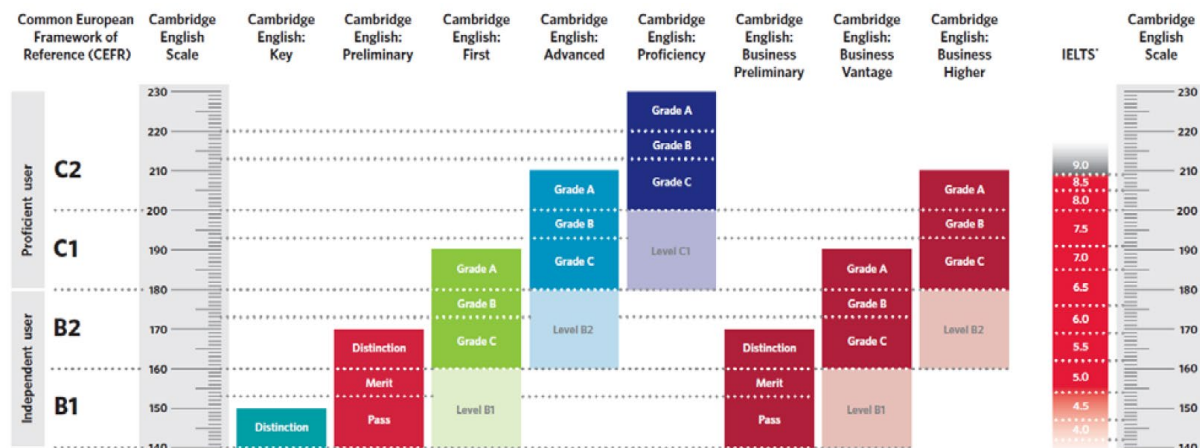 Common European
Framework of
Reference (CEFR)
Cambridge
English
Scale
Cambridge
English:
Key
Cambridge
English:
Preliminary
Cambridge
English:
First
Cambridge
English:
Advanced
Cambridge
English:
Proficiency
Cambridge
English:
Business
Preliminary
Cambridge
English:
Business
Vantage
Cambridge
English:
Business
Higher
IELTS*
Cambridge
English
Scale
Proficient user
Independent user
C2
C1
B2
B1
230
220
210
200
190
180
170
160
150
140
Distinction
Distinction
Merit
Pass
Grade A
Grade B
Grade C
Level B1
Grade A
Grade B
Grade C
Level B2
Grade A
Grade B
Grade C
Level C1
Distinction
Merit
Pass
Grade A
Grade B
Grade C
Level B1
Grade A
Grade B
Grade C
Level B2
9.0
8.5
8.0
7.5
7.0
6.5
6.0
5.5
5.0
4.5
4.0
230
220
210
200
190
180
170
160
150
140